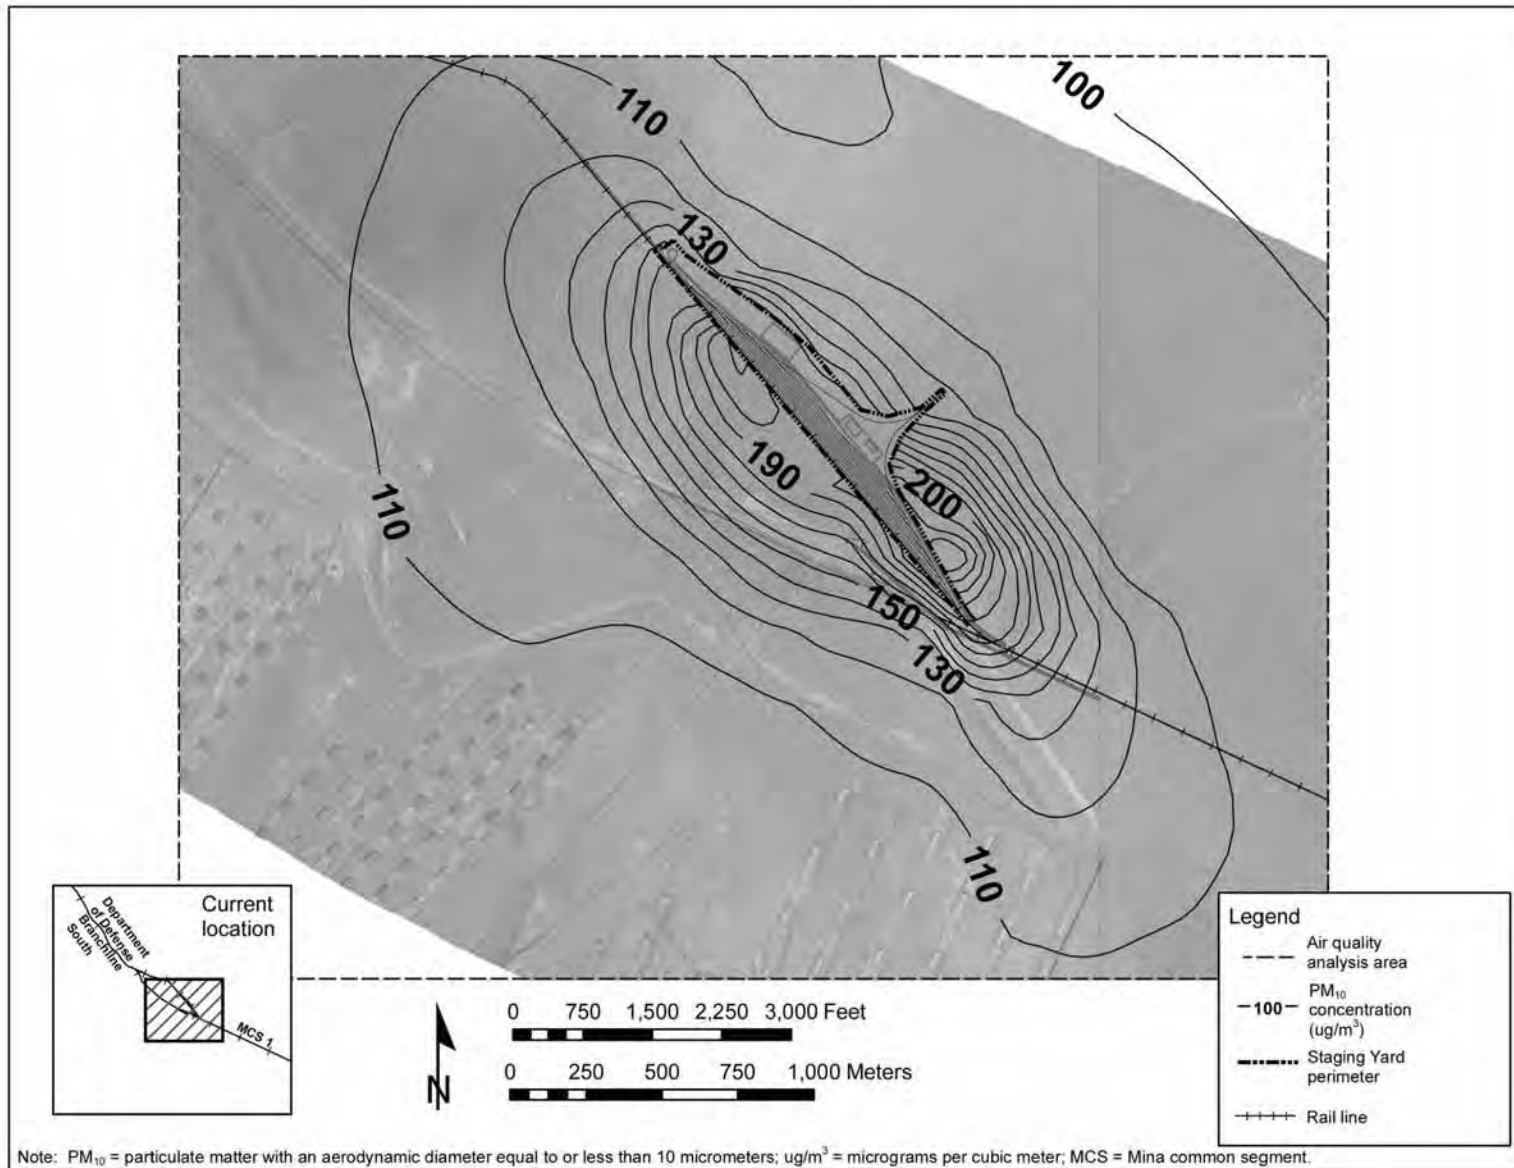 100
110
130
200
190
110
150
130
110
Current
location
Department
of Defense
Branchline
South
MCS 1
N
0 750 1,500 2,250 3,000 Feet
0 250 500 750 1,000 Meters
Legend
Air quality
analysis area
100
PM₁₀
concentration
(ug/m³)
Staging Yard
perimeter
Rail line
Note: PM₁₀ = particulate matter with an aerodynamic diameter equal to or less than 10 micrometers; ug/m³ = micrograms per cubic meter; MCS = Mina common segment.